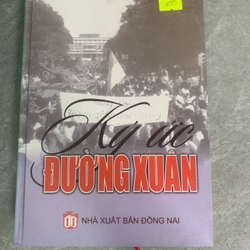 Ký ức
ĐƯỜNG XUÂN
NHÀ XUẤT BẢN ĐỒNG NAI